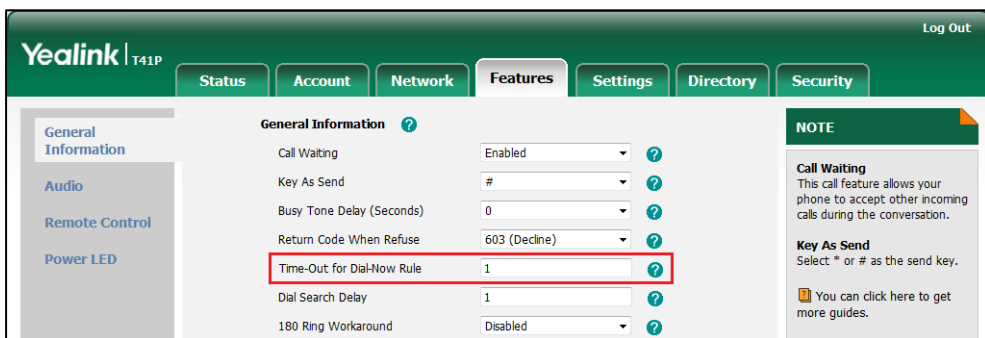 Log Out
Yealink T41P
Status Account Network Features Settings Directory Security
General Information
Audio
Remote Control
Power LED
General Information ?
Call Waiting Enabled ?
Key As Send # ?
Busy Tone Delay (Seconds) 0 ?
Return Code When Refuse 603 (Decline) ?
Time-Out for Dial-Now Rule 1 ?
Dial Search Delay 1 ?
180 Ring Workaround Disabled ?
NOTE
Call Waiting
This call feature allows your
phone to accept other incoming
calls during the conversation.
Key As Send
Select * or # as the send key.
? You can click here to get
more guides.